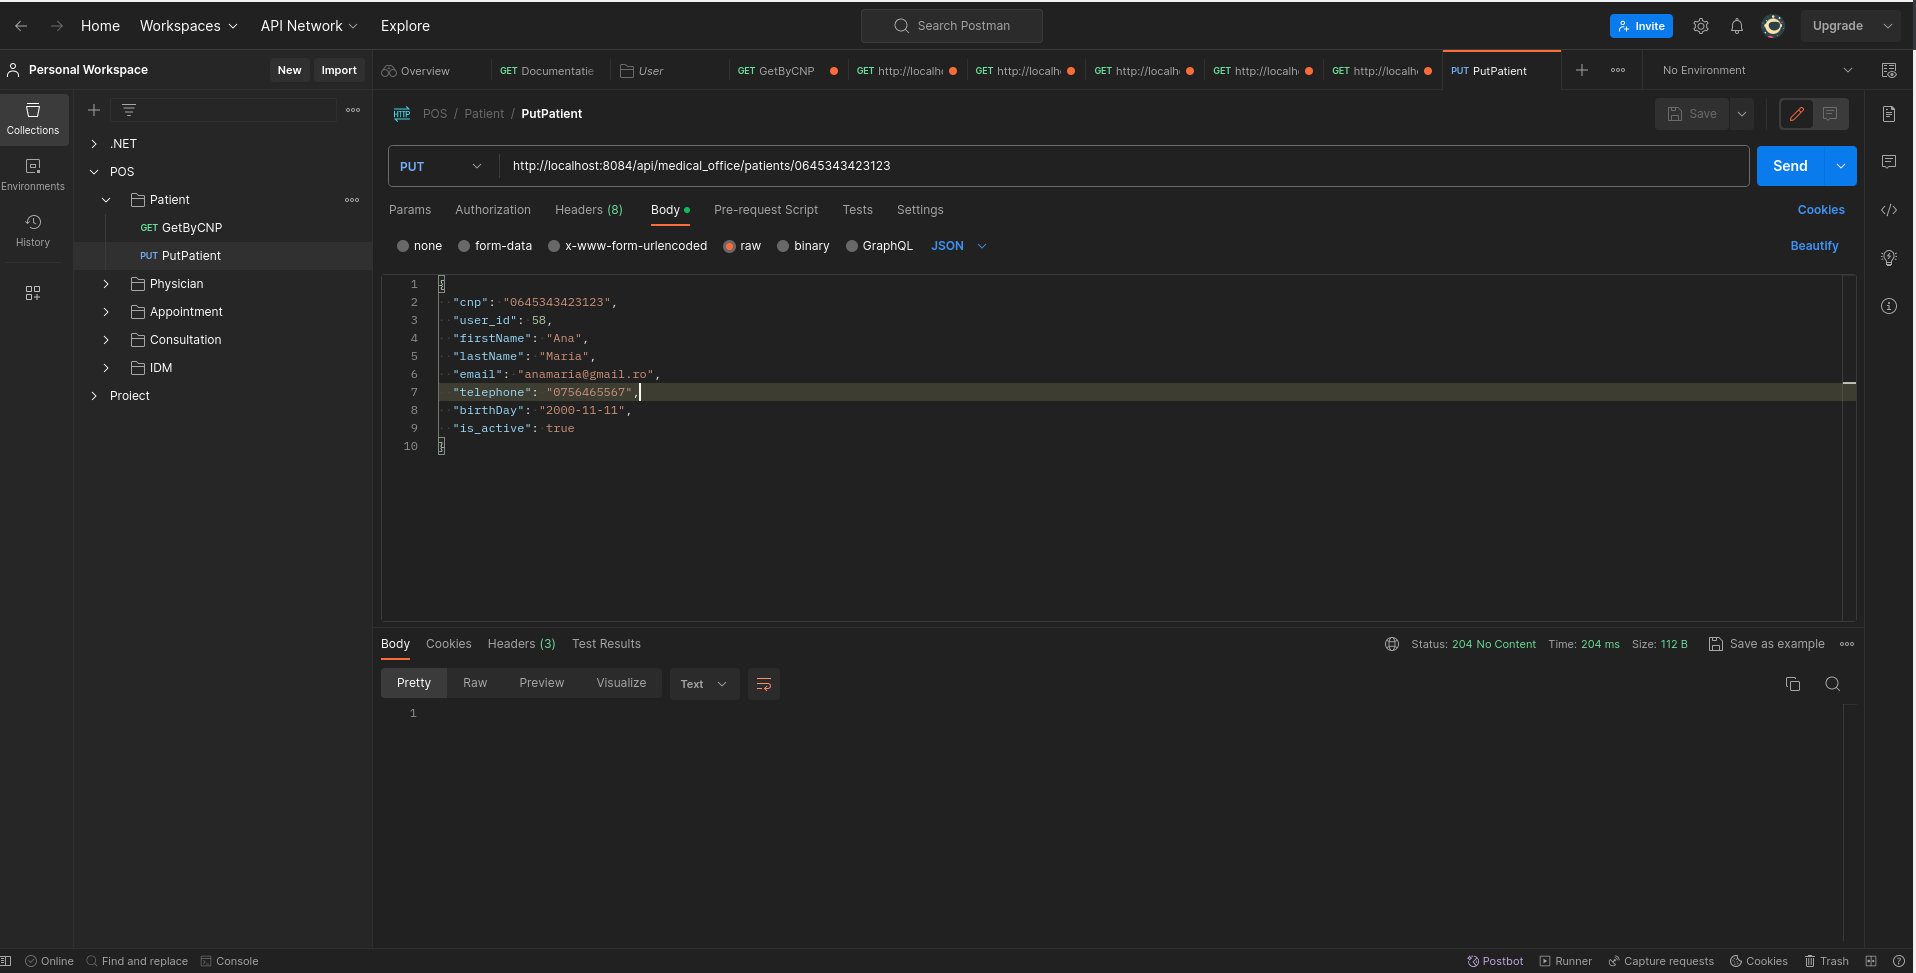 Home Workspaces API Network Explore Search Postman Invite Upgrade
Personal Workspace New Import Overview GET Documentatic User GET GetByCNP GET http://localh GET http://localh GET http://localh GET http://localh GET http://localh PUT PutPatient No Environment
Collections
Environments
History
.NET
POS
Patient
GET GetByCNP
PUT PutPatient
Physician
Appointment
Consultation
IDM
Project
HTTP POS / Patient / PutPatient Save
PUT http://localhost:8084/api/medical_office/patients/0645343423123 Send
Params Authorization Headers (8) Body Pre-request Script Tests Settings Cookies
none form-data x-www-form-urlencoded raw binary GraphQL JSON Beautify
1 {
2 "cnp": "0645343423123",
3 "user_id": 58,
4 "firstName": "Ana",
5 "lastName": "Maria",
6 "email": "anamaria@gmail.ro",
7 "telephone": "0756465567",
8 "birthDay": "2000-11-11",
9 "is_active": true
10 }
Body Cookies Headers (3) Test Results Status: 204 No Content Time: 204 ms Size: 112 B Save as example
Pretty Raw Preview Visualize Text
1
Online Find and replace Console Postbot Runner Capture requests Cookies Trash